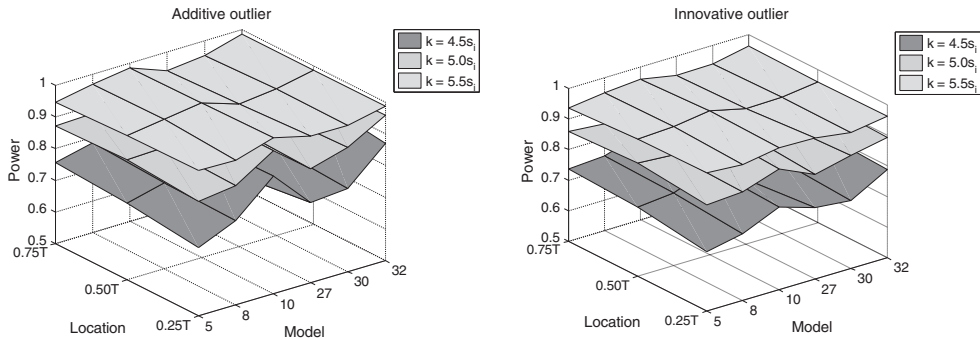 Additive outlier
k = 4.5s_i
k = 5.0s_i
k = 5.5s_i
1
0.9
0.8
0.7
0.6
0.5
Power
0.75T
0.50T
0.25T
Location
5
8
10
27
30
32
Model
Innovative outlier
k = 4.5s_i
k = 5.0s_i
k = 5.5s_i
1
0.9
0.8
0.7
0.6
0.5
Power
0.75T
0.50T
0.25T
Location
5
8
10
27
30
32
Model